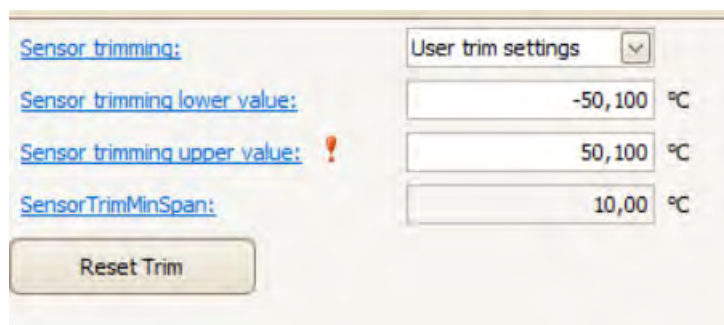 Sensor trimming: User trim settings
Sensor trimming lower value: -50,100 °C
Sensor trimming upper value: 50,100 °C
SensorTrimMinSpan: 10,00 °C
Reset Trim